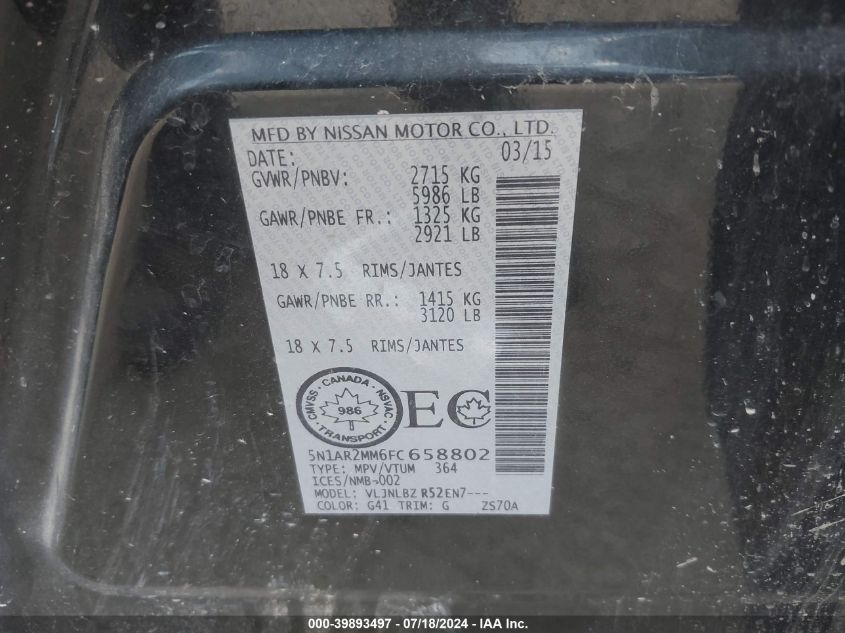 MFD BY NISSAN MOTOR CO., LTD.
DATE: 03/15
GVWR/PNBV: 2715 KG
5986 LB
GAWR/PNBE FR.: 1325 KG
2921 LB
18 X 7.5 RIMS/JANTES
GAWR/PNBE RR.: 1415 KG
3120 LB
18 X 7.5 RIMS/JANTES
CANADA
CMVSS NSVAC
986
TRANSPORT
EC
5N1AR2MM6FC 658802
TYPE: MPV/VTUM 364
ICES/NMB-002
MODEL: VLJNLBZ R52EN7---
COLOR: G41 TRIM: G ZS70A
000-39893497 - 07/18/2024 - IAA Inc.